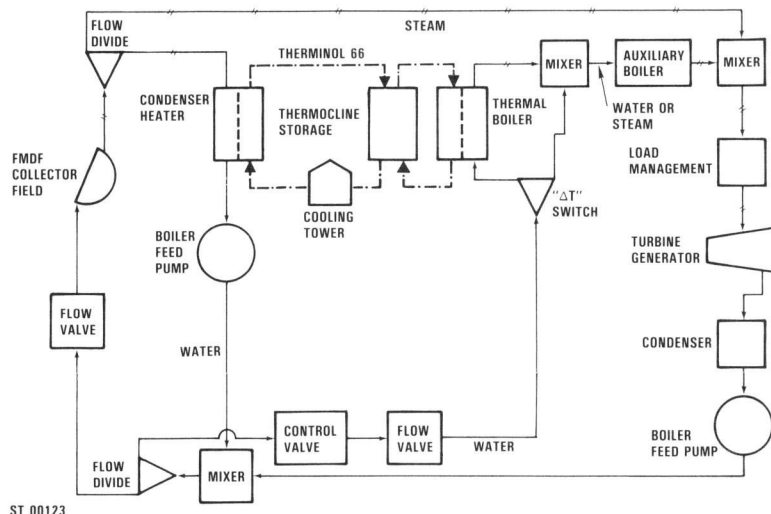 FLOW
DIVIDE
STEAM
THERMINOL 66
MIXER
AUXILIARY
BOILER
MIXER
CONDENSER
HEATER
THERMOCLINE
STORAGE
THERMAL
BOILER
WATER OR
STEAM
FMDF
COLLECTOR
FIELD
LOAD
MANAGEMENT
COOLING
TOWER
"ΔT"
SWITCH
BOILER
FEED PUMP
TURBINE
GENERATOR
FLOW
VALVE
WATER
CONDENSER
CONTROL
VALVE
FLOW
VALVE
WATER
BOILER
FEED PUMP
FLOW
DIVIDE
MIXER
ST 00123